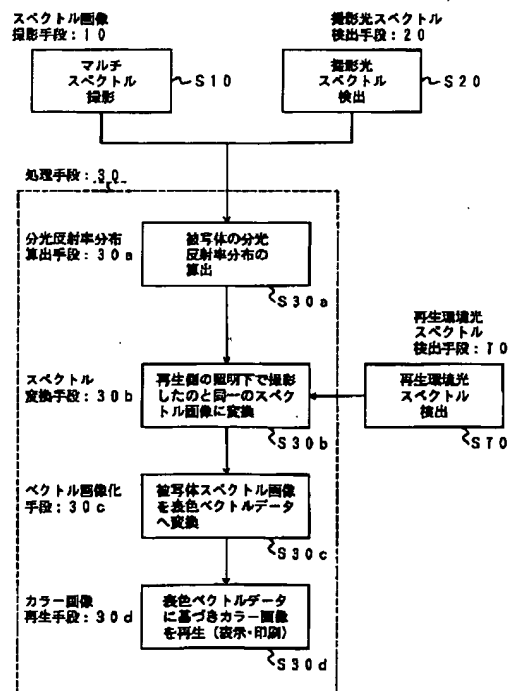 スペクトル画像
撮影手段：１０
マルチ
スペクトル
撮影
Ｓ１０
撮影光スペクトル
検出手段：２０
撮影光
スペクトル
検出
Ｓ２０
処理手段：３０
分光反射率分布
算出手段：３０ａ
被写体の分光
反射率分布の
算出
Ｓ３０ａ
再生環境光
スペクトル
検出手段：７０
スペクトル
変換手段：３０ｂ
再生側の照明下で撮影
したのと同一のスペク
トル画像に変換
Ｓ３０ｂ
再生環境光
スペクトル
検出
Ｓ７０
ベクトル画像化
手段：３０ｃ
被写体スペクトル画像
を表色ベクトルデータ
へ変換
Ｓ３０ｃ
カラー画像
再生手段：３０ｄ
表色ベクトルデータ
に基づきカラー画像
を再生（表示・印刷）
Ｓ３０ｄ